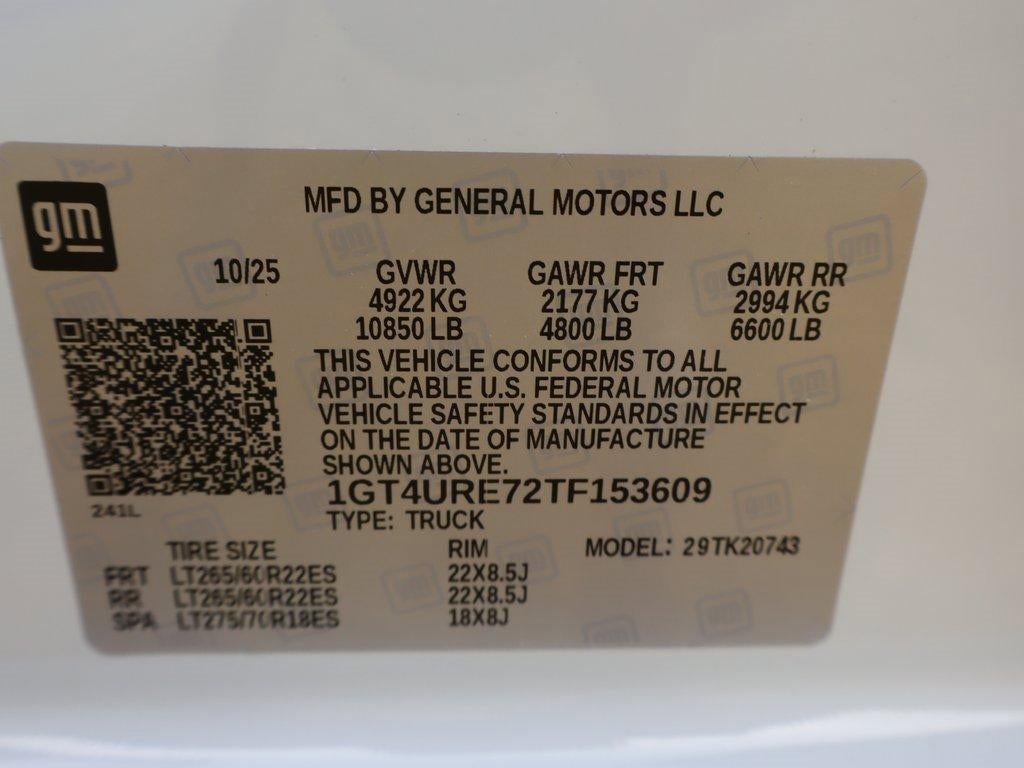 gm
MFD BY GENERAL MOTORS LLC
10/25 GVWR GAWR FRT GAWR RR
4922 KG 2177 KG 2994 KG
10850 LB 4800 LB 6600 LB
THIS VEHICLE CONFORMS TO ALL
APPLICABLE U.S. FEDERAL MOTOR
VEHICLE SAFETY STANDARDS IN EFFECT
ON THE DATE OF MANUFACTURE
SHOWN ABOVE.
1GT4URE72TF153609
241L
TYPE: TRUCK
TIRE SIZE RIM MODEL: 29TK20743
FRT LT265/60R22ES 22X8.5J
RR LT265/60R22ES 22X8.5J
SPA LT275/70R18ES 18X8J